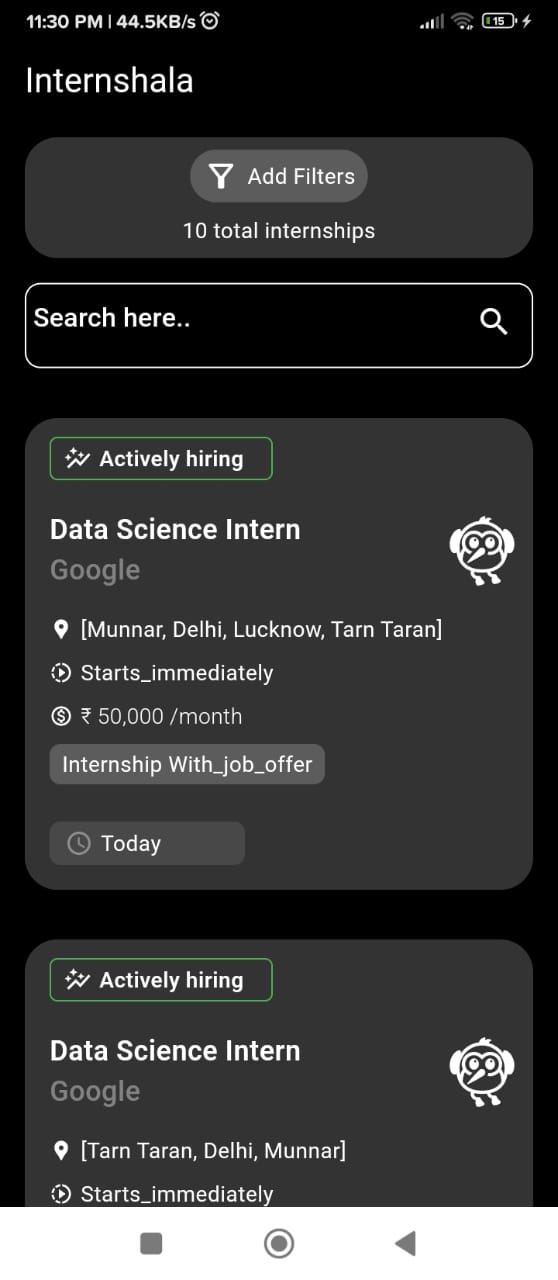 11:30 PM | 44.5KB/s
15
Internshala
Add Filters
10 total internships
Search here..
Actively hiring
Data Science Intern
Google
[Munnar, Delhi, Lucknow, Tarn Taran]
Starts_immediately
₹ 50,000 /month
Internship With_job_offer
Today
Actively hiring
Data Science Intern
Google
[Tarn Taran, Delhi, Munnar]
Starts_immediately